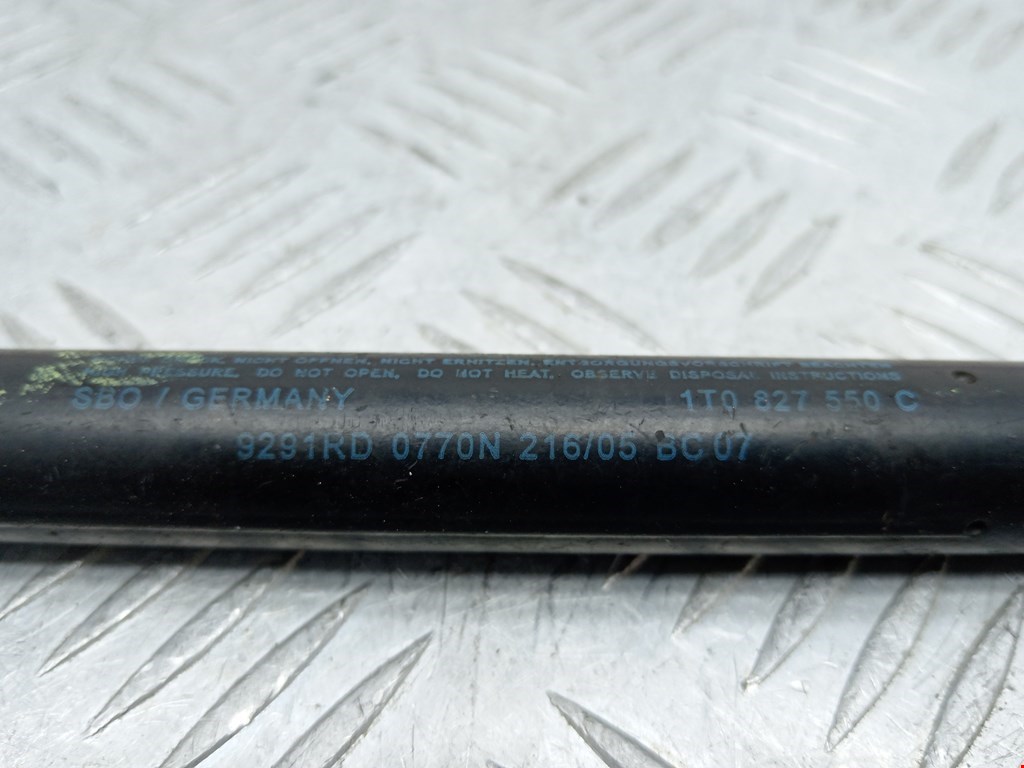 NICHT ÖFFNEN, NICHT ERHITZEN, ENTSORGUNGSVORSCHRIFT BEACHTEN
HIGH PRESSURE. DO NOT OPEN, DO NOT HEAT. OBSERVE DISPOSAL INSTRUCTIONS
SBO / GERMANY 1T0 827 550 C
9291RD 0770N 216/05 BC 07